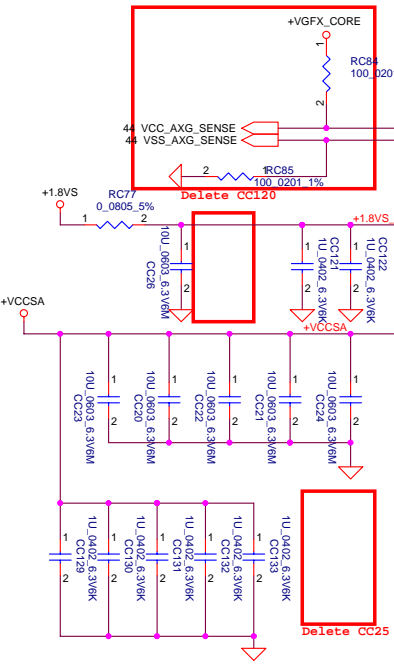 +VGFX_CORE
1
RC84
100_0201
2
44 VCC_AXG_SENSE
44 VSS_AXG_SENSE
2
1
RC85
100_0201_1%
Delete CC120
+1.8VS
RC77
0_0805_5%
1
2
+1.8VS_
10U_0603_6.3V6M
CC26
1
2
CC121
1U_0402_6.3V6K
1
2
CC122
1U_0402_6.3V6K
1
2
+VCCSA
+VCCSA
10U_0603_6.3V6M
CC23
1
2
10U_0603_6.3V6M
CC20
1
2
10U_0603_6.3V6M
CC22
1
2
10U_0603_6.3V6M
CC21
1
2
10U_0603_6.3V6M
CC24
1
2
1U_0402_6.3V6K
CC129
1
2
1U_0402_6.3V6K
CC130
1
2
1U_0402_6.3V6K
CC131
1
2
1U_0402_6.3V6K
CC132
1
2
1U_0402_6.3V6K
CC133
1
2
Delete CC25